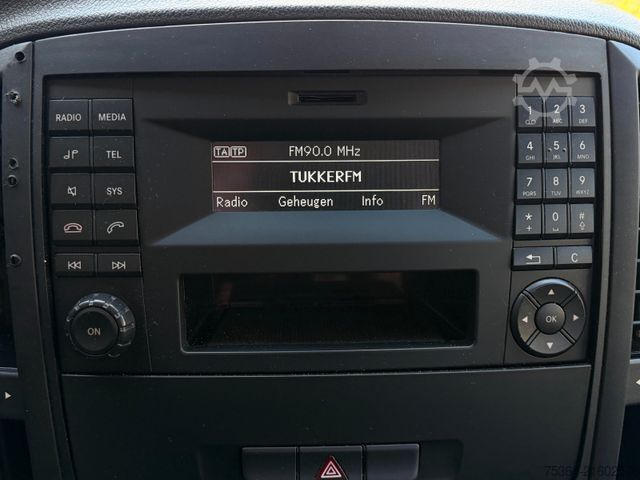 RADIO MEDIA
TEL
SYS
TA TP FM90.0 MHz
TUKKERFM
Radio Geheugen Info FM
1 2 ABC 3 DEF
4 GHI 5 JKL 6 MNO
7 PQRS 8 TUV 9 WXYZ
* + 0 #
C
ON
OK